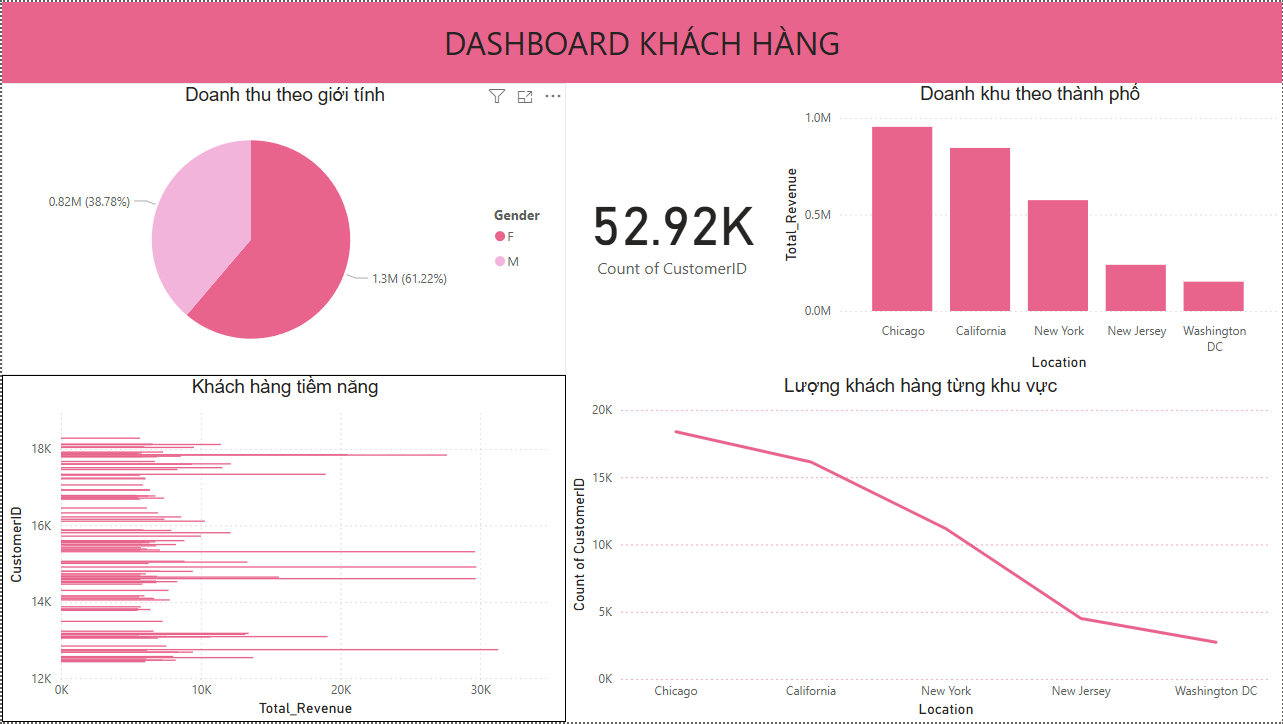 DASHBOARD KHÁCH HÀNG
Doanh thu theo giới tính
0.82M (38.78%)
1.3M (61.22%)
Gender
F
M
52.92K
Count of CustomerID
Doanh khu theo thành phố
Total_Revenue
1.0M
0.5M
0.0M
Chicago
California
New York
New Jersey
Washington
DC
Location
Khách hàng tiềm năng
CustomerID
18K
16K
14K
12K
0K
10K
20K
30K
Total_Revenue
Lượng khách hàng từng khu vực
Count of CustomerID
20K
15K
10K
5K
0K
Chicago
California
New York
New Jersey
Washington DC
Location